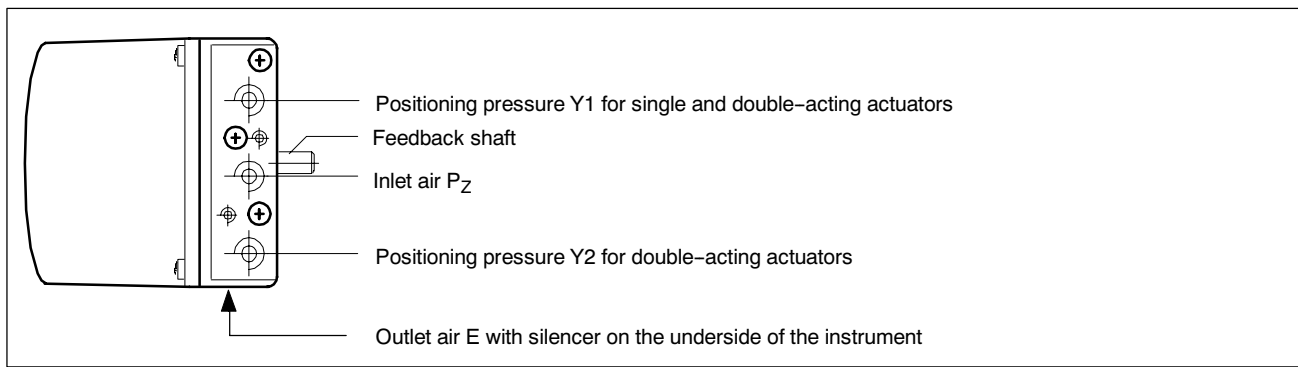 Positioning pressure Y1 for single and double-acting actuators
Feedback shaft
Inlet air PZ
Positioning pressure Y2 for double-acting actuators
Outlet air E with silencer on the underside of the instrument